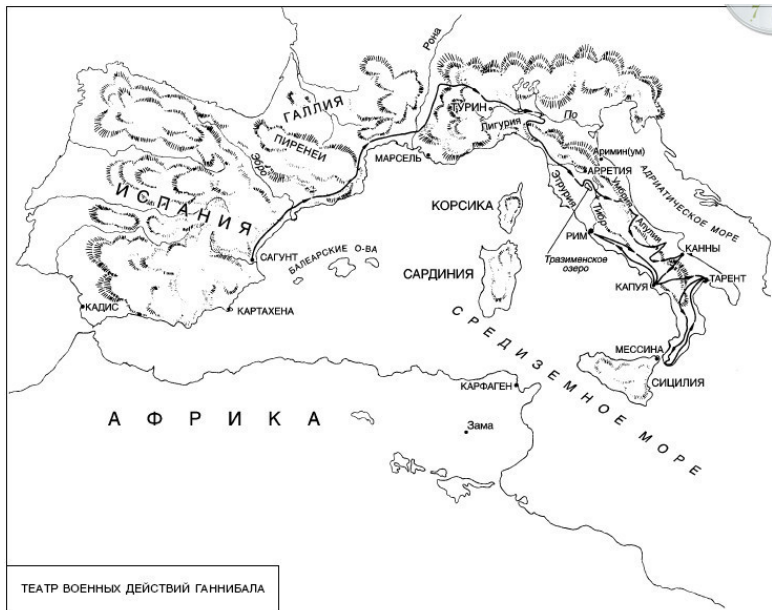 7
Рона
ГАЛЛИЯ
ТУРИН
По
ПИРЕНЕИ
Лигурия
МАРСЕЛЬ
Эбро
Аримин(ум)
АРРЕТИЯ
АДРИАТИЧЕСКОЕ МОРЕ
ИСПАНИЯ
Этрурия
Умбрия
КОРСИКА
Тибр
Апулия
РИМ
КАННЫ
САГУНТ
БАЛЕАРСКИЕ О-ВА
Тразименское
озеро
САРДИНИЯ
ТАРЕНТ
КАПУЯ
КАДИС
КАРТАХЕНА
СРЕДИЗЕМНОЕ МОРЕ
МЕССИНА
СИЦИЛИЯ
КАРФАГЕН
АФРИКА
Зама
ТЕАТР ВОЕННЫХ ДЕЙСТВИЙ ГАННИБАЛА